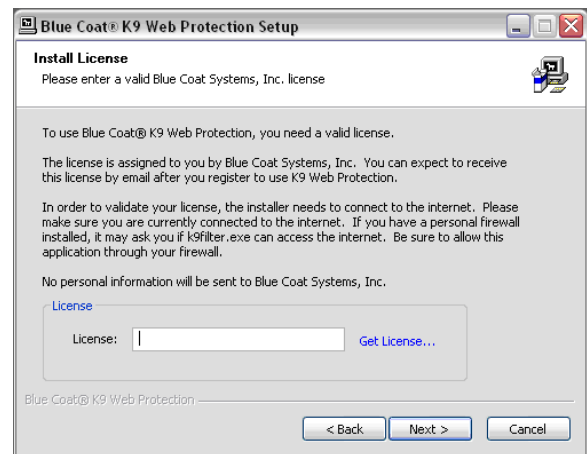 Blue Coat® K9 Web Protection Setup
Install License
Please enter a valid Blue Coat Systems, Inc. license
To use Blue Coat® K9 Web Protection, you need a valid license.
The license is assigned to you by Blue Coat Systems, Inc.  You can expect to receive
this license by email after you register to use K9 Web Protection.
In order to validate your license, the installer needs to connect to the internet.  Please
make sure you are currently connected to the internet.  If you have a personal firewall
installed, it may ask you if k9filter.exe can access the internet.  Be sure to allow this
application through your firewall.
No personal information will be sent to Blue Coat Systems, Inc.
License
License:
Get License...
Blue Coat® K9 Web Protection
< Back
Next >
Cancel